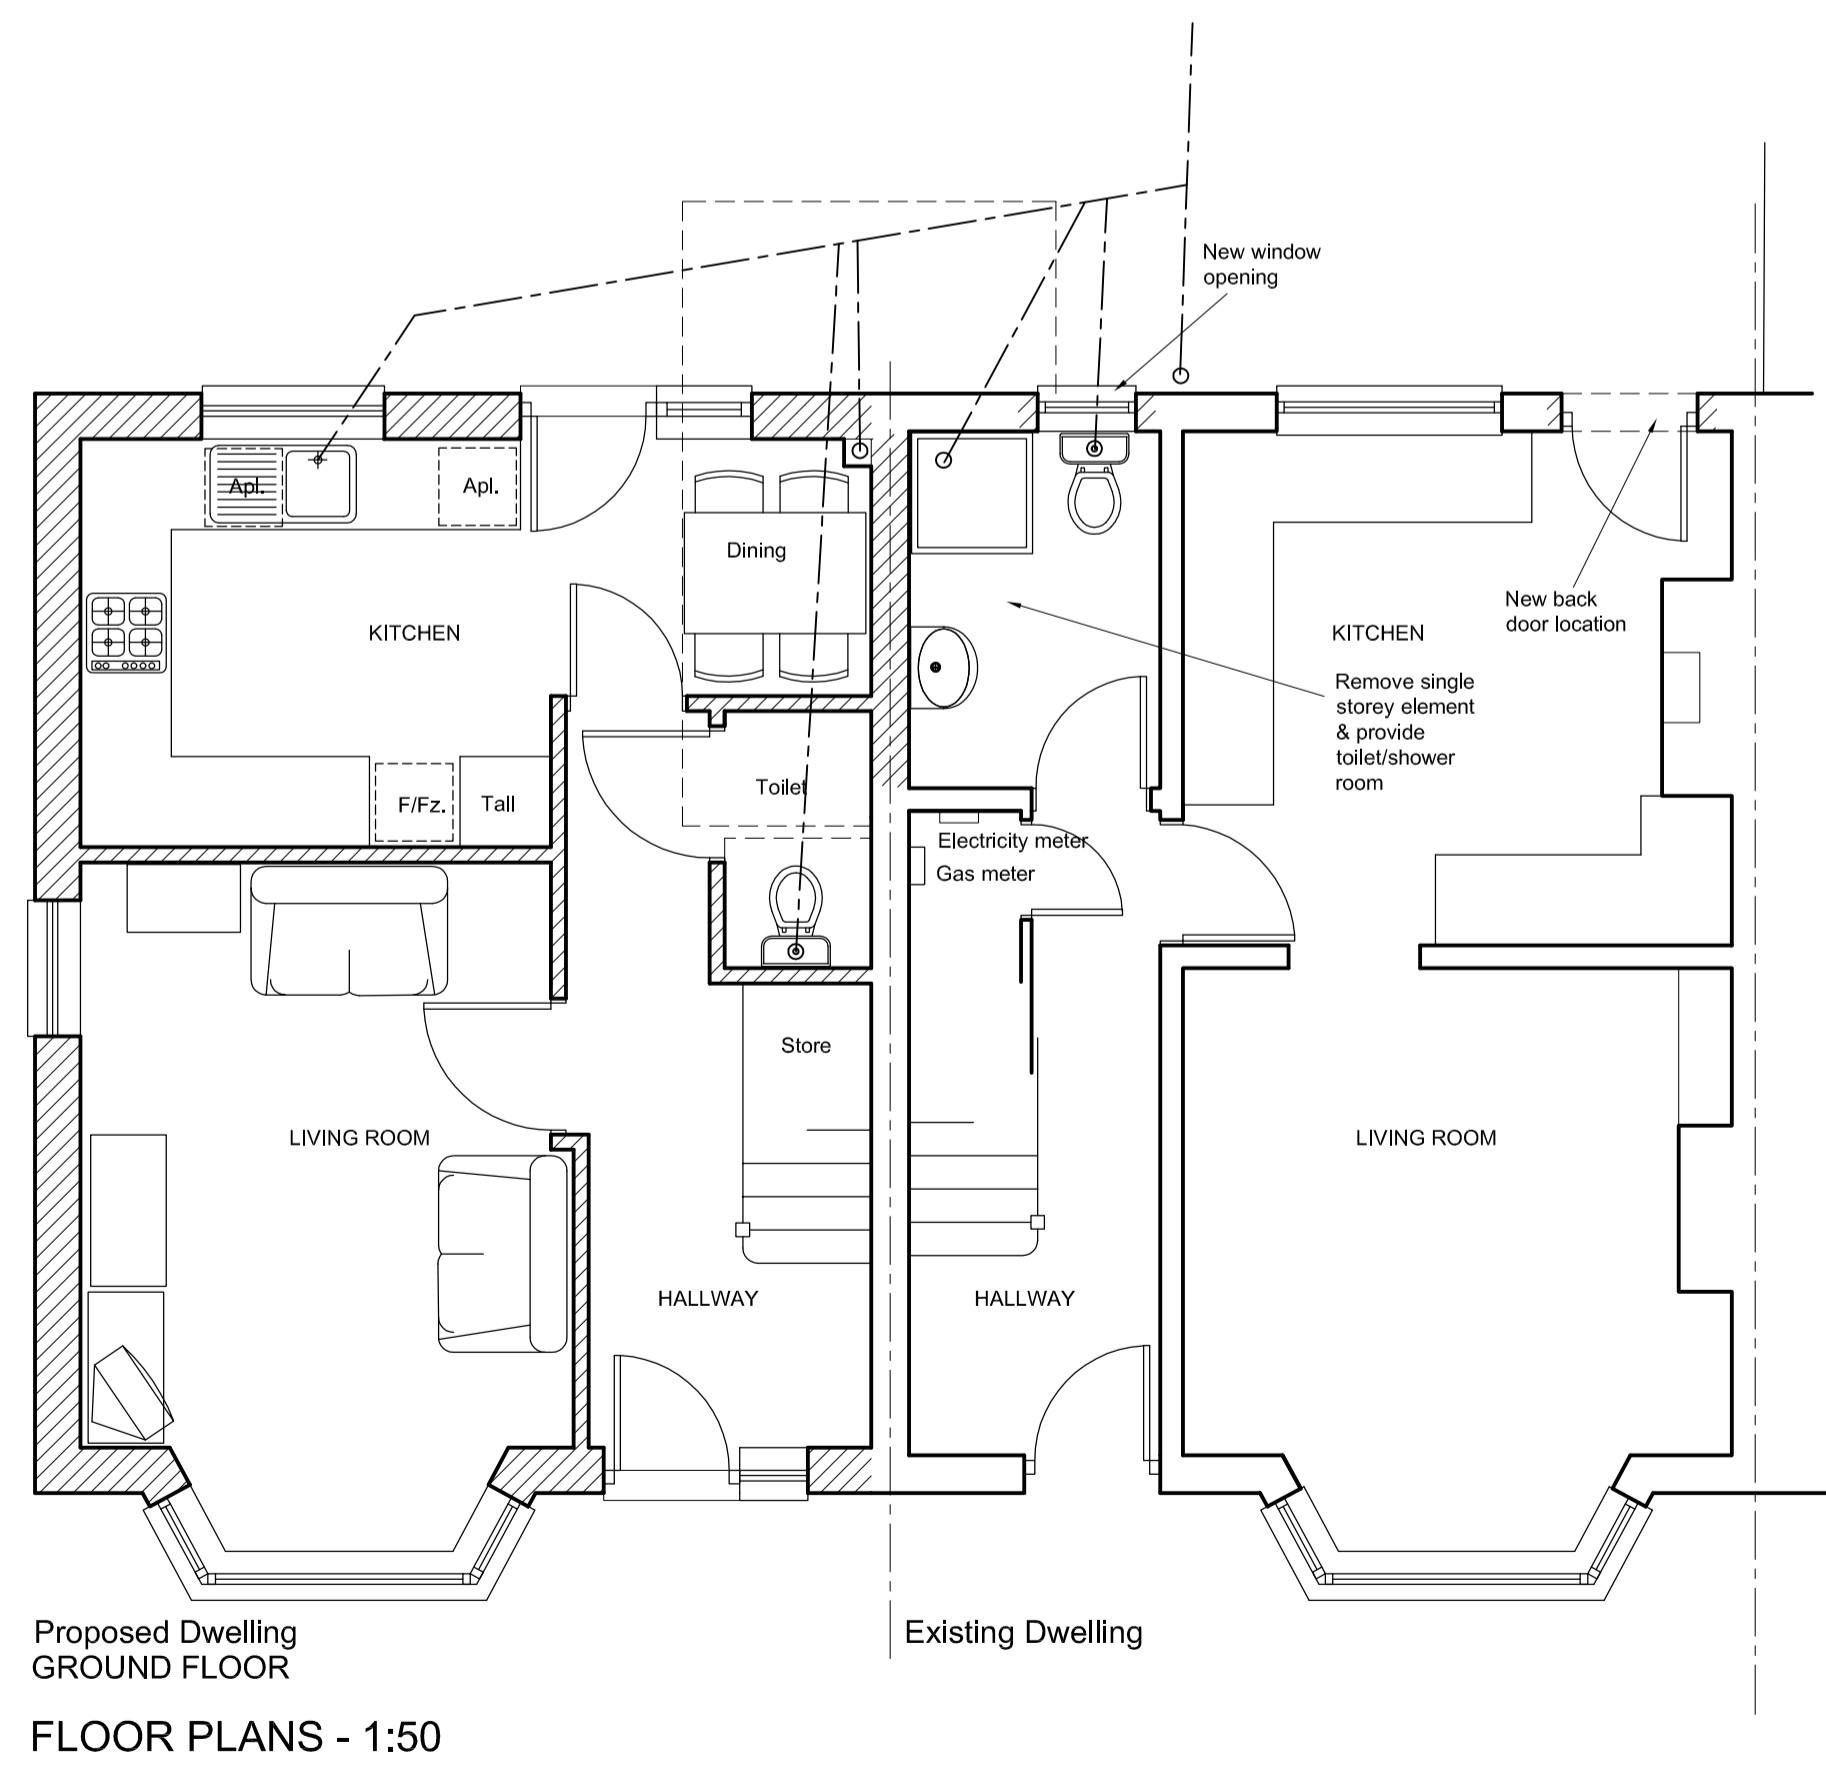 New window
opening
Apl.
Apl.
Dining
KITCHEN
New back
door location
KITCHEN
Remove single
storey element
& provide
toilet/shower
room
Toilet
F/Fz.
Tall
Electricity meter
Gas meter
Store
LIVING ROOM
LIVING ROOM
HALLWAY
HALLWAY
Proposed Dwelling
GROUND FLOOR
Existing Dwelling
FLOOR PLANS - 1:50